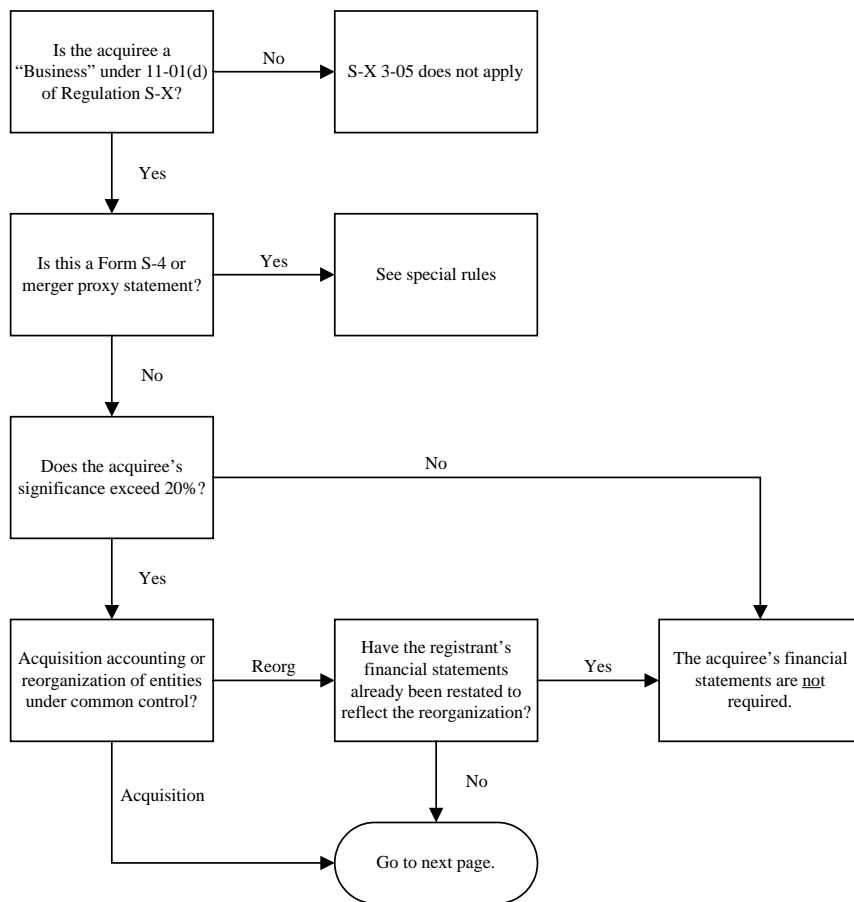 Is the acquiree a
“Business” under 11-01(d)
of Regulation S-X?
No
S-X 3-05 does not apply
Yes
Is this a Form S-4 or
merger proxy statement?
Yes
See special rules
No
Does the acquiree’s
significance exceed 20%?
No
Yes
Acquisition accounting or
reorganization of entities
under common control?
Reorg
Have the registrant’s
financial statements
already been restated to
reflect the reorganization?
Yes
The acquiree’s financial
statements are not
required.
Acquisition
No
Go to next page.